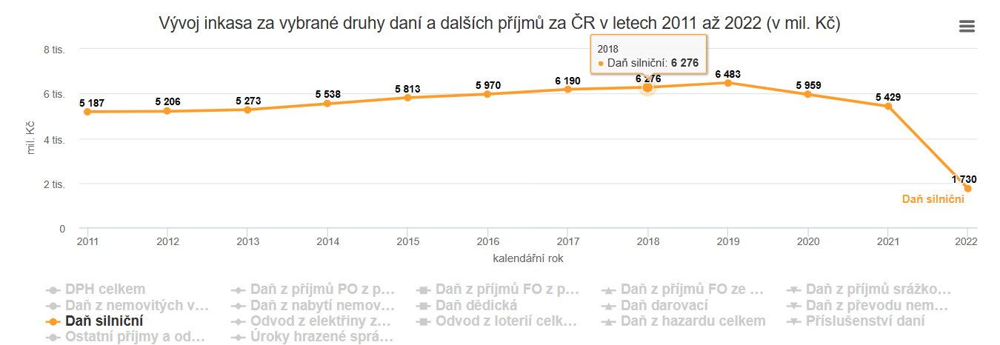 Vývoj inkasa za vybrané druhy daní a dalších příjmů za ČR v letech 2011 až 2022 (v mil. Kč)
8 tis.
6 tis.
4 tis.
2 tis.
0
mil. Kč
2018
Daň silniční: 6 276
5 187
5 206
5 273
5 538
5 813
5 970
6 190
6 276
6 483
5 959
5 429
1 730
Daň silniční
2011 2012 2013 2014 2015 2016 2017 2018 2019 2020 2021 2022
kalendářní rok
DPH celkem Daň z příjmů PO z p… Daň z příjmů FO z p… Daň z příjmů FO ze … Daň z příjmů srážko…
Daň z nemovitých v… Daň z nabytí nemov… Daň dědická Daň darovací Daň z převodu nem…
Daň silniční Odvod z elektřiny z… Odvod z loterií celk… Daň z hazardu celkem Příslušenství daní
Ostatní příjmy a od… Úroky hrazené sprá…